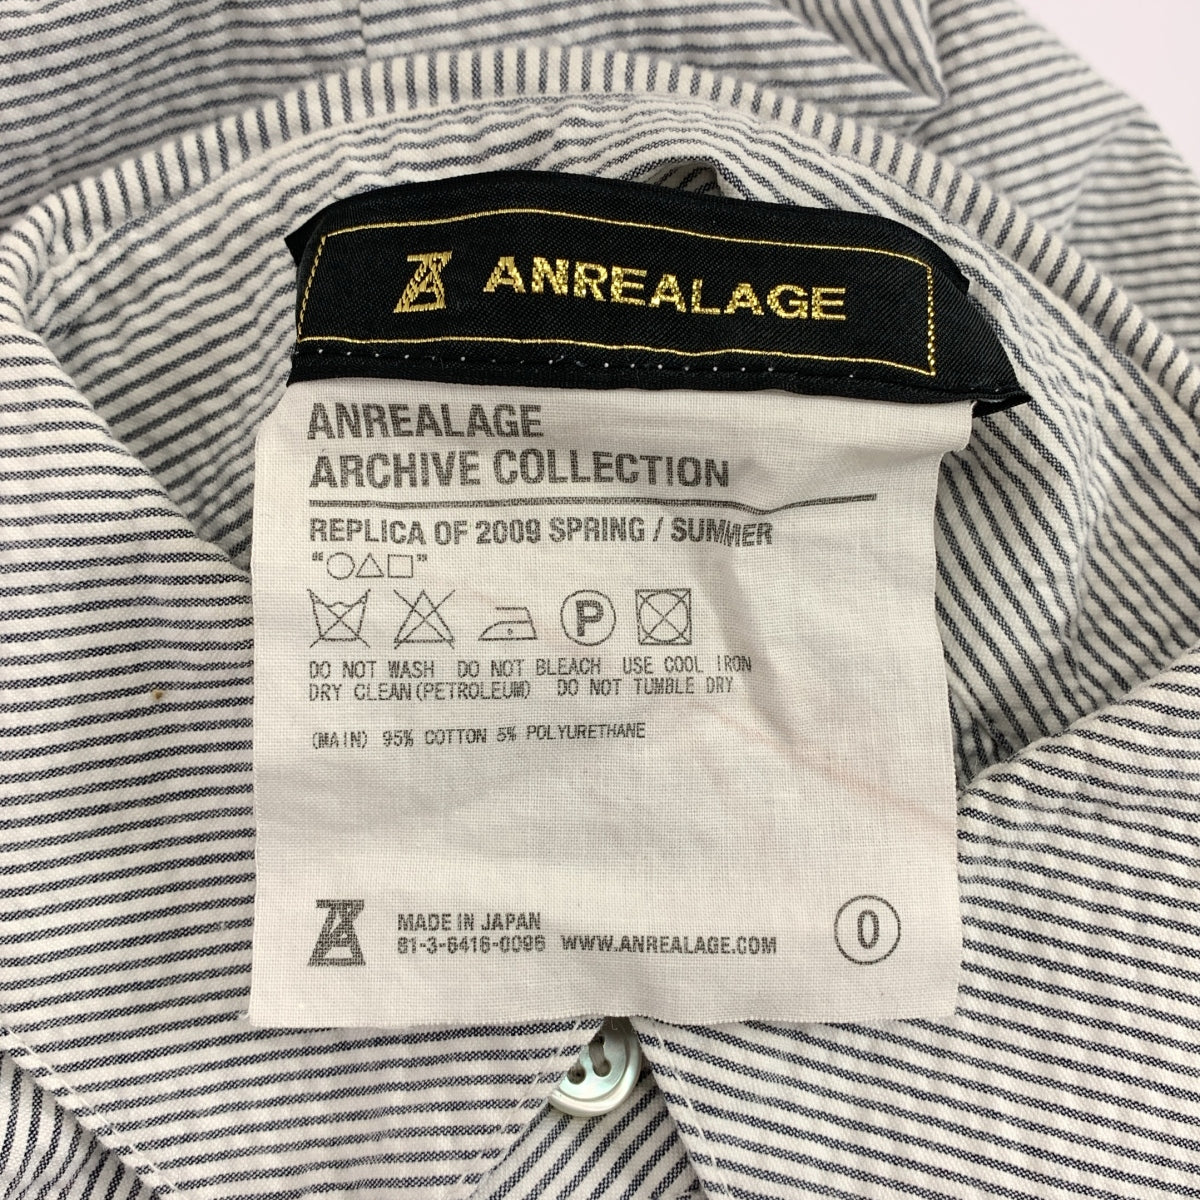 ANREALAGE
ANREALAGE
ARCHIVE COLLECTION
REPLICA OF 2009 SPRING / SUMMER
“○△□”
P
DO NOT WASH DO NOT BLEACH USE COOL IRON
DRY CLEAN(PETROLEUM) DO NOT TUMBLE DRY
(MAIN) 95% COTTON 5% POLYURETHANE
MADE IN JAPAN
81-3-6416-0096 WWW.ANREALAGE.COM
0